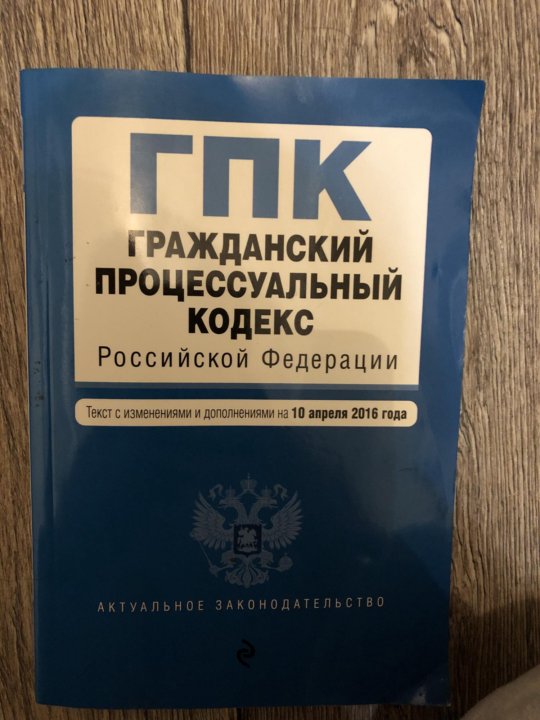 ГПК
ГРАЖДАНСКИЙ
ПРОЦЕССУАЛЬНЫЙ
КОДЕКС
Российской Федерации
Текст с изменениями и дополнениями на 10 апреля 2016 года
АКТУАЛЬНОЕ ЗАКОНОДАТЕЛЬСТВО